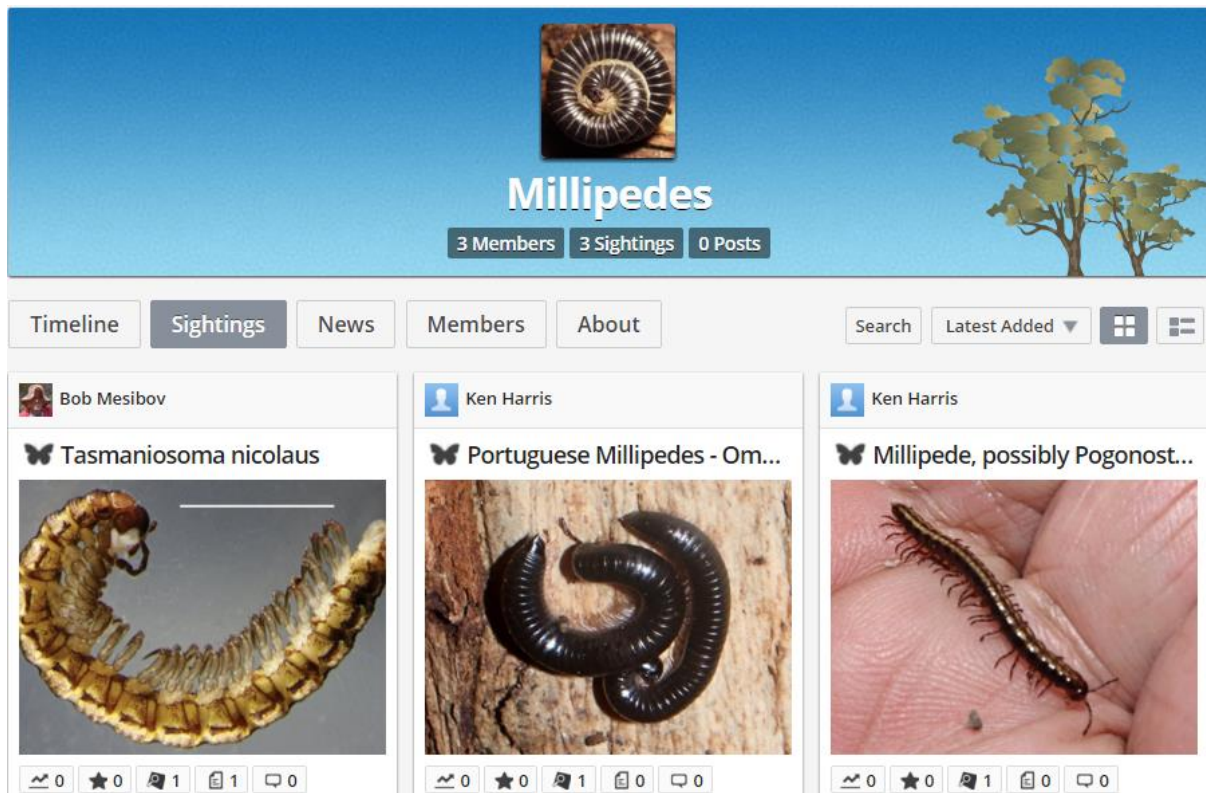 Millipedes
3 Members 3 Sightings 0 Posts
Timeline Sightings News Members About Search Latest Added
Bob Mesibov
Tasmaniosoma nicolaus
0 0 1 1 0
Ken Harris
Portuguese Millipedes - Om...
0 0 1 0 0
Ken Harris
Millipede, possibly Pogonost...
0 0 1 0 0